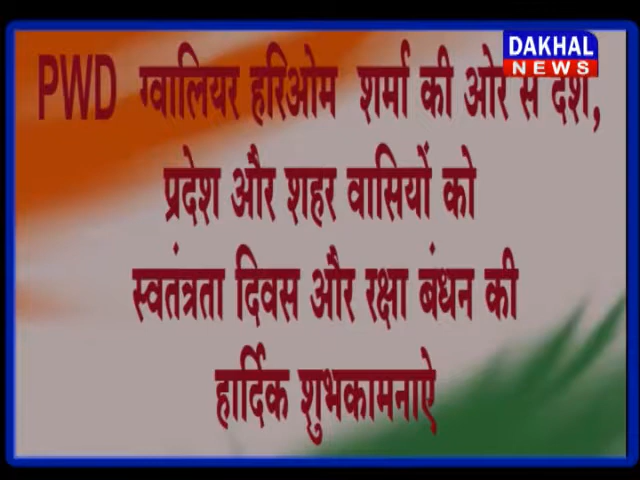 DAKHAL
NEWS
PWD ग्वालियर हरिओम शर्मा की ओर से देश,
प्रदेश और शहर वासियों को
स्वतंत्रता दिवस और रक्षा बंधन की
हार्दिक शुभकामनाऐ